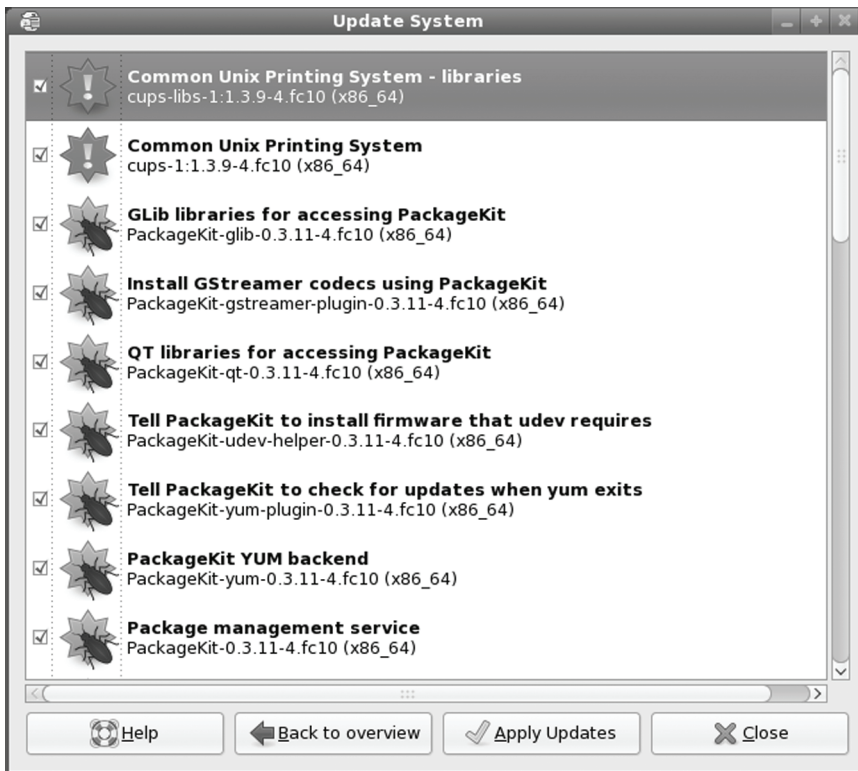 Update System
Common Unix Printing System - libraries
cups-libs-1:1.3.9-4.fc10 (x86_64)
Common Unix Printing System
cups-1:1.3.9-4.fc10 (x86_64)
GLib libraries for accessing PackageKit
PackageKit-glib-0.3.11-4.fc10 (x86_64)
Install GStreamer codecs using PackageKit
PackageKit-gstreamer-plugin-0.3.11-4.fc10 (x86_64)
QT libraries for accessing PackageKit
PackageKit-qt-0.3.11-4.fc10 (x86_64)
Tell PackageKit to install firmware that udev requires
PackageKit-udev-helper-0.3.11-4.fc10 (x86_64)
Tell PackageKit to check for updates when yum exits
PackageKit-yum-plugin-0.3.11-4.fc10 (x86_64)
PackageKit YUM backend
PackageKit-yum-0.3.11-4.fc10 (x86_64)
Package management service
PackageKit-0.3.11-4.fc10 (x86_64)
Help Back to overview Apply Updates Close